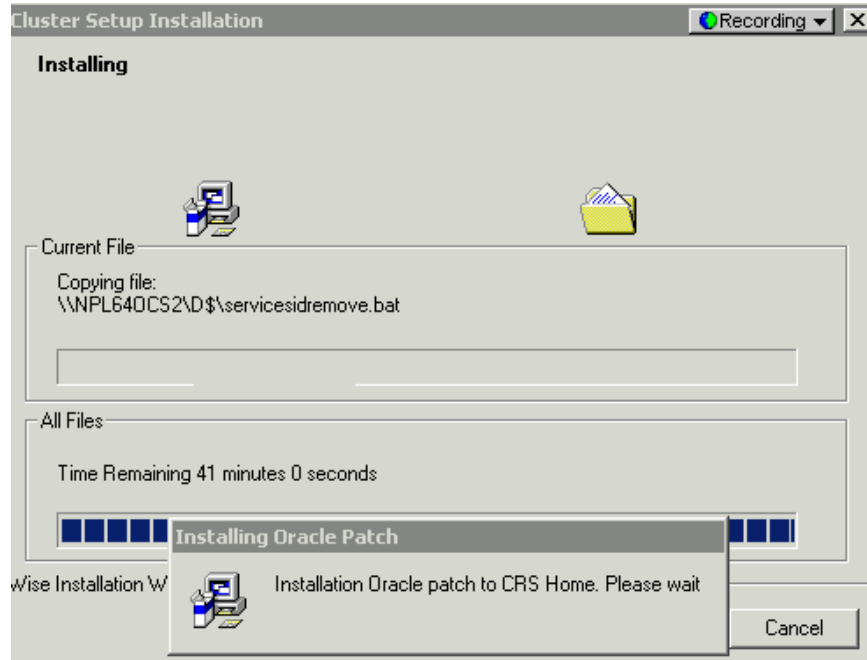 Cluster Setup Installation
Recording
Installing
Current File
Copying file:
\\NPL64OCS2\D$\servicesidremove.bat
All Files
Time Remaining 41 minutes 0 seconds
Installing Oracle Patch
Wise Installation W
Installation Oracle patch to CRS Home. Please wait
Cancel